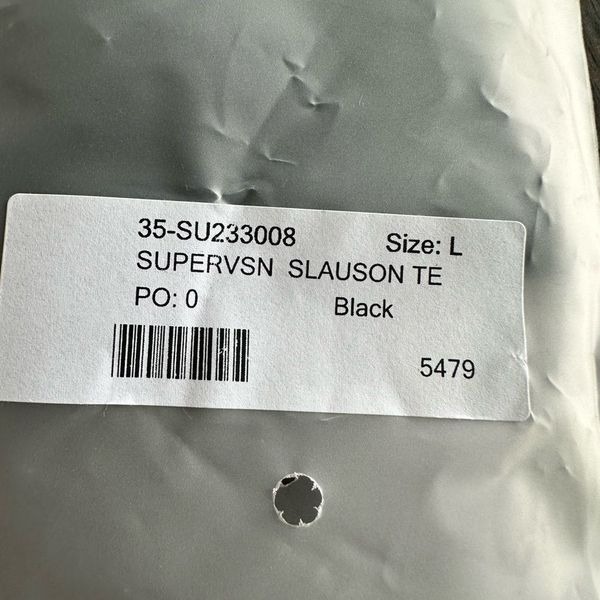 35-SU233008 Size: L
SUPERVSN SLAUSON TE
PO: 0 Black
5479